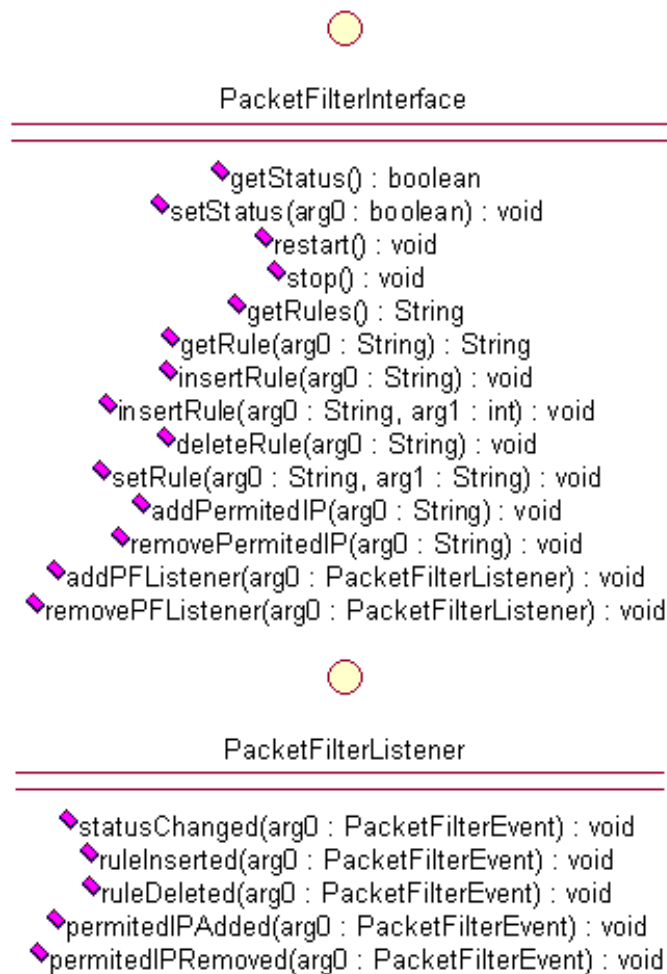 PacketFilterInterface
getStatus() : boolean
setStatus(arg0 : boolean) : void
restart() : void
stop() : void
getRules() : String
getRule(arg0 : String) : String
insertRule(arg0 : String) : void
insertRule(arg0 : String, arg1 : int) : void
deleteRule(arg0 : String) : void
setRule(arg0 : String, arg1 : String) : void
addPermitedIP(arg0 : String) : void
removePermitedIP(arg0 : String) : void
addPFListener(arg0 : PacketFilterListener) : void
removePFListener(arg0 : PacketFilterListener) : void
PacketFilterListener
statusChanged(arg0 : PacketFilterEvent) : void
ruleInserted(arg0 : PacketFilterEvent) : void
ruleDeleted(arg0 : PacketFilterEvent) : void
permitedIPAdded(arg0 : PacketFilterEvent) : void
permitedIPRemoved(arg0 : PacketFilterEvent) : void